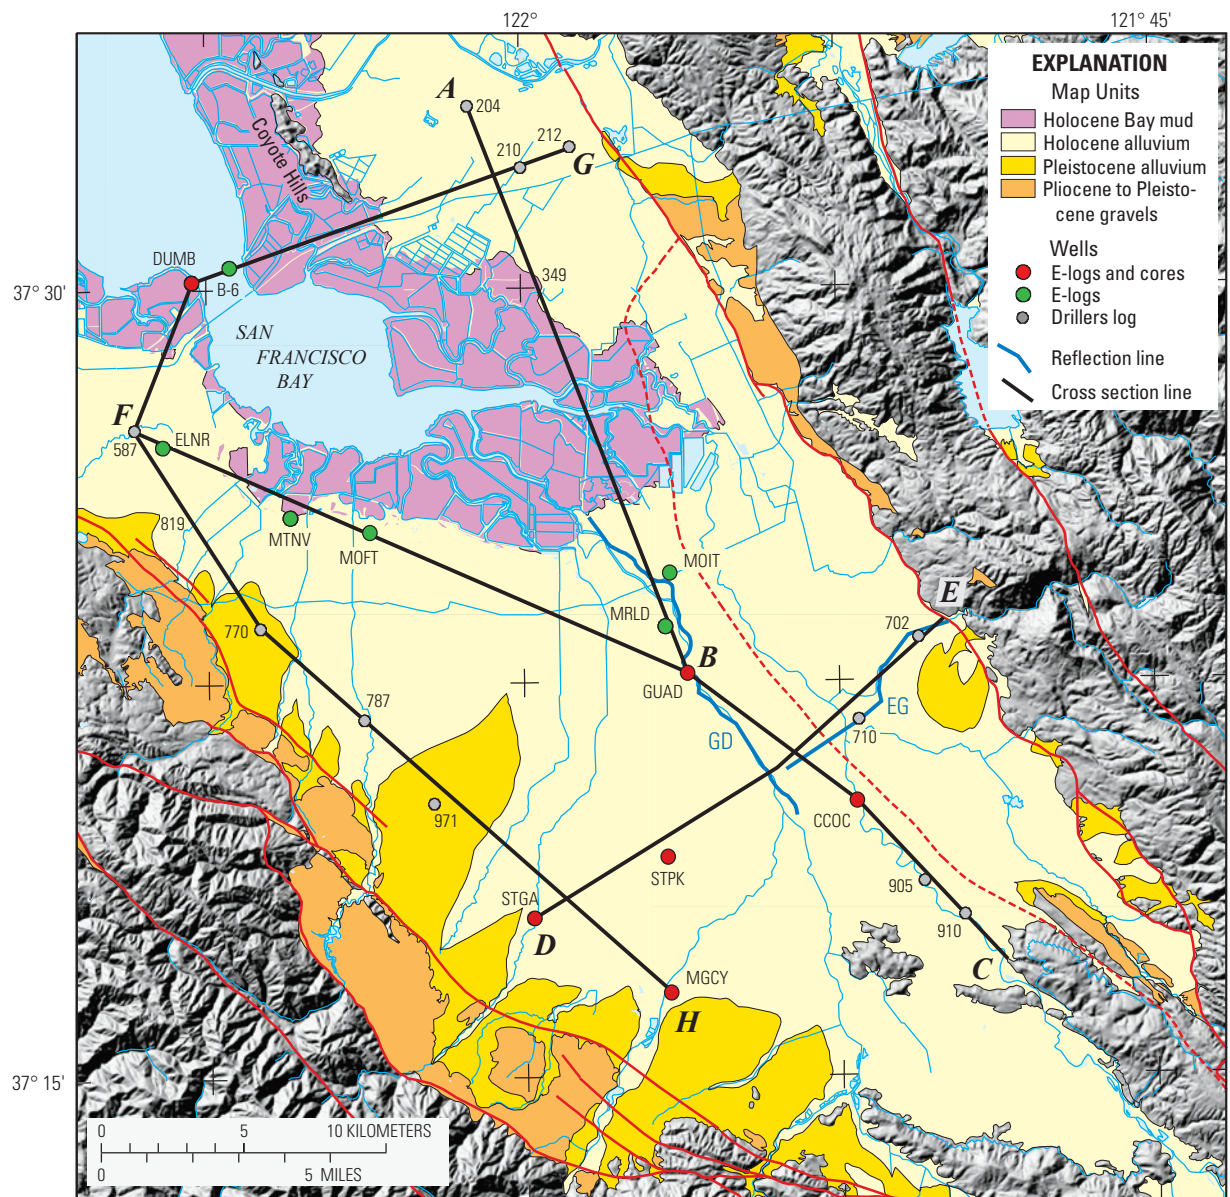 122°
121° 45'
EXPLANATION
Map Units
Holocene Bay mud
Holocene alluvium
Pleistocene alluvium
Pliocene to Pleisto-
cene gravels
Wells
E-logs and cores
E-logs
Drillers log
Reflection line
Cross section line
A
204
212
210
G
Coyote Hills
DUMB
B-6
37° 30'
349
SAN
FRANCISCO
BAY
F
587
ELNR
819
MTNV
MOFT
MOIT
MRLD
E
702
770
B
GUAD
787
EG
710
GD
971
CCOC
STPK
905
STGA
910
D
C
MGCY
H
37° 15'
0
5
10 KILOMETERS
0
5 MILES